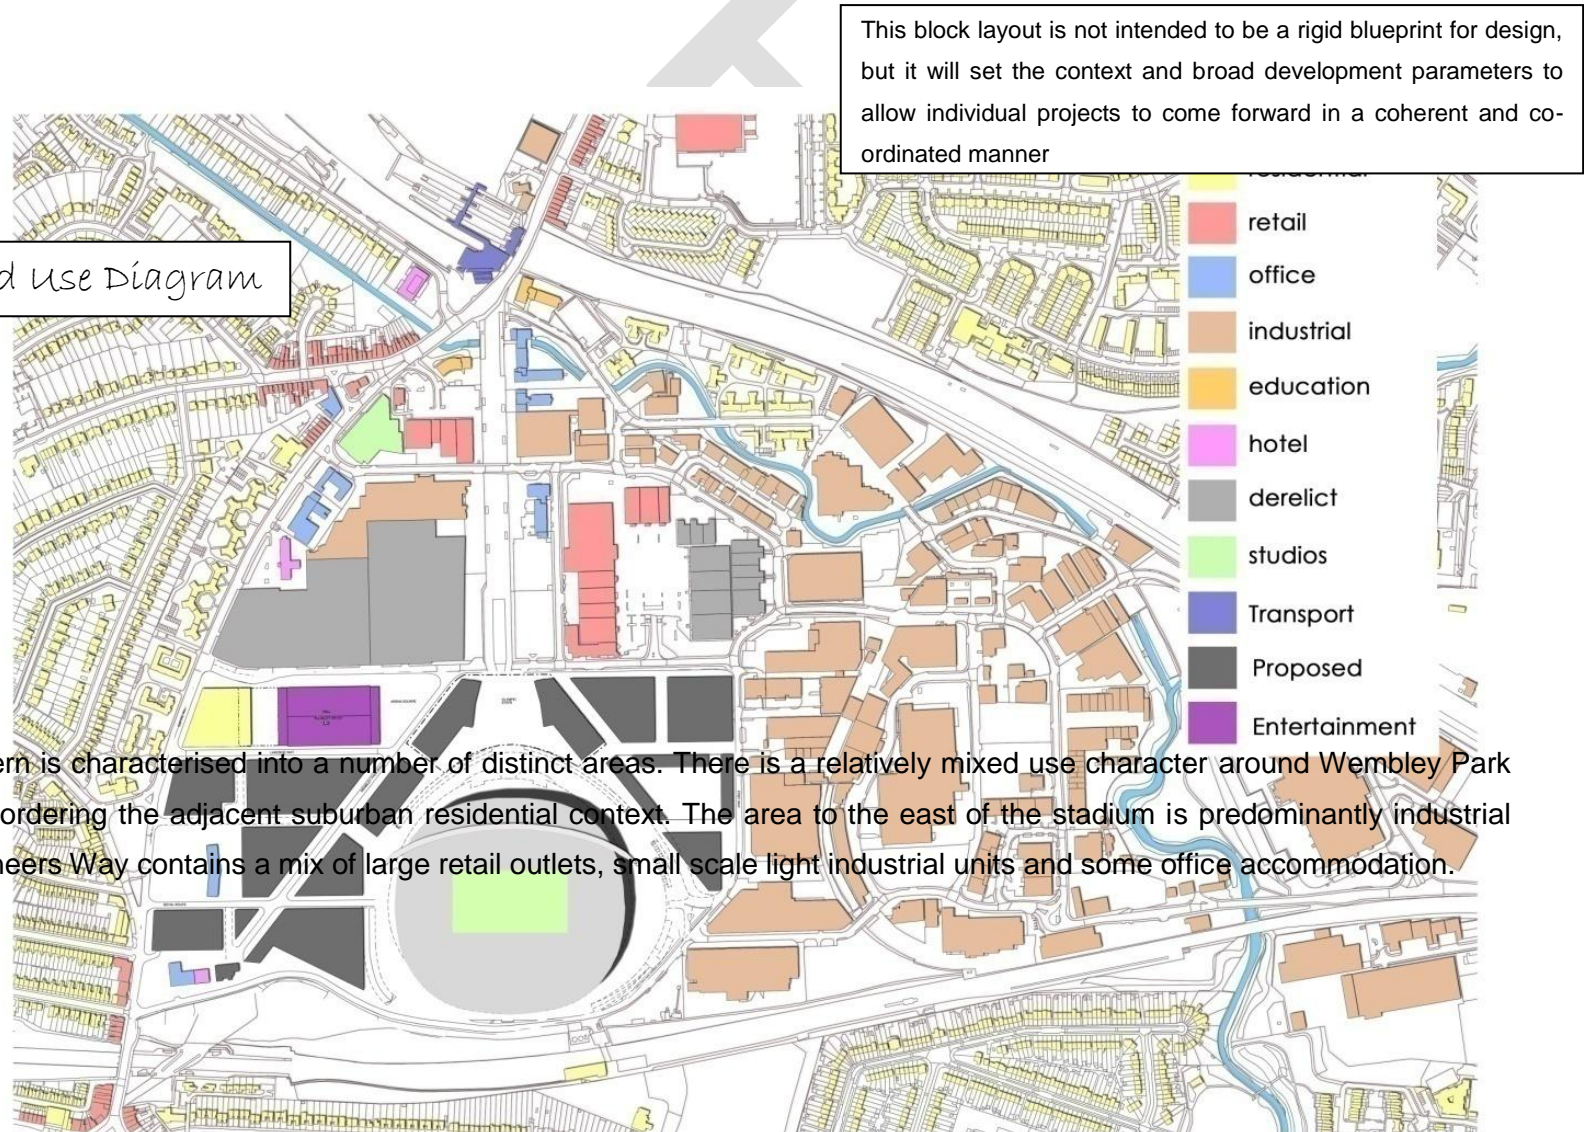 This block layout is not intended to be a rigid blueprint for design,
but it will set the context and broad development parameters to
allow individual projects to come forward in a coherent and co-
ordinated manner
d Use Diagram
residential
retail
office
industrial
education
hotel
derelict
studios
Transport
Proposed
Entertainment
ern is characterised into a number of distinct areas. There is a relatively mixed use character around Wembley Park
ordering the adjacent suburban residential context. The area to the east of the stadium is predominantly industrial
neers Way contains a mix of large retail outlets, small scale light industrial units and some office accommodation.